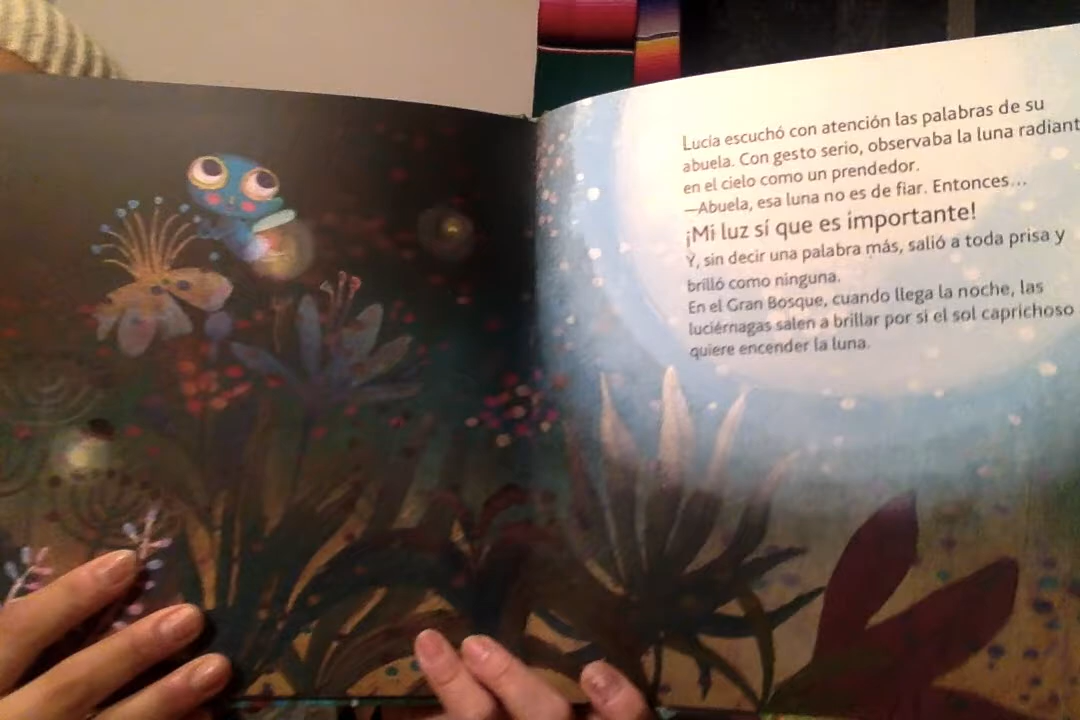 Lucía escuchó con atención las palabras de su
abuela. Con gesto serio, observaba la luna radiant
en el cielo como un prendedor.
—Abuela, esa luna no es de fiar. Entonces...
¡Mi luz sí que es importante!
Y, sin decir una palabra más, salió a toda prisa y
brilló como ninguna.
En el Gran Bosque, cuando llega la noche, las
luciérnagas salen a brillar por si el sol caprichoso
quiere encender la luna.